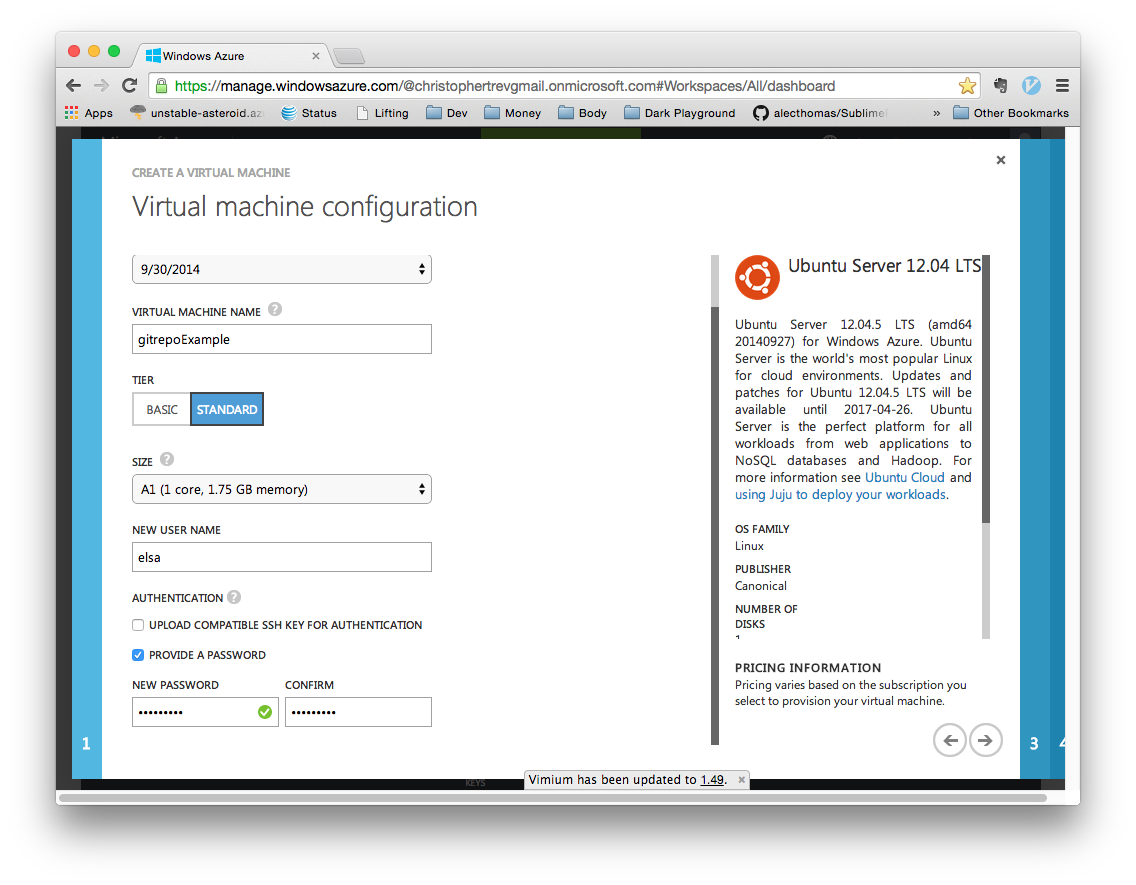 Windows Azure
https://manage.windowsazure.com/@christophertrevgmail.onmicrosoft.com#Workspaces/All/dashboard
Apps unstable-asteroid.az Status Lifting Dev Money Body Dark Playground alecthomas/Sublime » Other Bookmarks
CREATE A VIRTUAL MACHINE
Virtual machine configuration
9/30/2014
VIRTUAL MACHINE NAME ?
gitrepoExample
TIER
BASIC STANDARD
SIZE ?
A1 (1 core, 1.75 GB memory)
NEW USER NAME
elsa
AUTHENTICATION ?
UPLOAD COMPATIBLE SSH KEY FOR AUTHENTICATION
PROVIDE A PASSWORD
NEW PASSWORD CONFIRM
••••••••• •••••••••
Ubuntu Server 12.04 LTS
Ubuntu Server 12.04.5 LTS (amd64
20140927) for Windows Azure. Ubuntu
Server is the world's most popular Linux
for cloud environments. Updates and
patches for Ubuntu 12.04.5 LTS will be
available until 2017-04-26. Ubuntu
Server is the perfect platform for all
workloads from web applications to
NoSQL databases and Hadoop. For
more information see Ubuntu Cloud and
using Juju to deploy your workloads.
OS FAMILY
Linux
PUBLISHER
Canonical
NUMBER OF
DISKS
PRICING INFORMATION
Pricing varies based on the subscription you
select to provision your virtual machine.
1 3 4
KEYS
Vimium has been updated to 1.49.